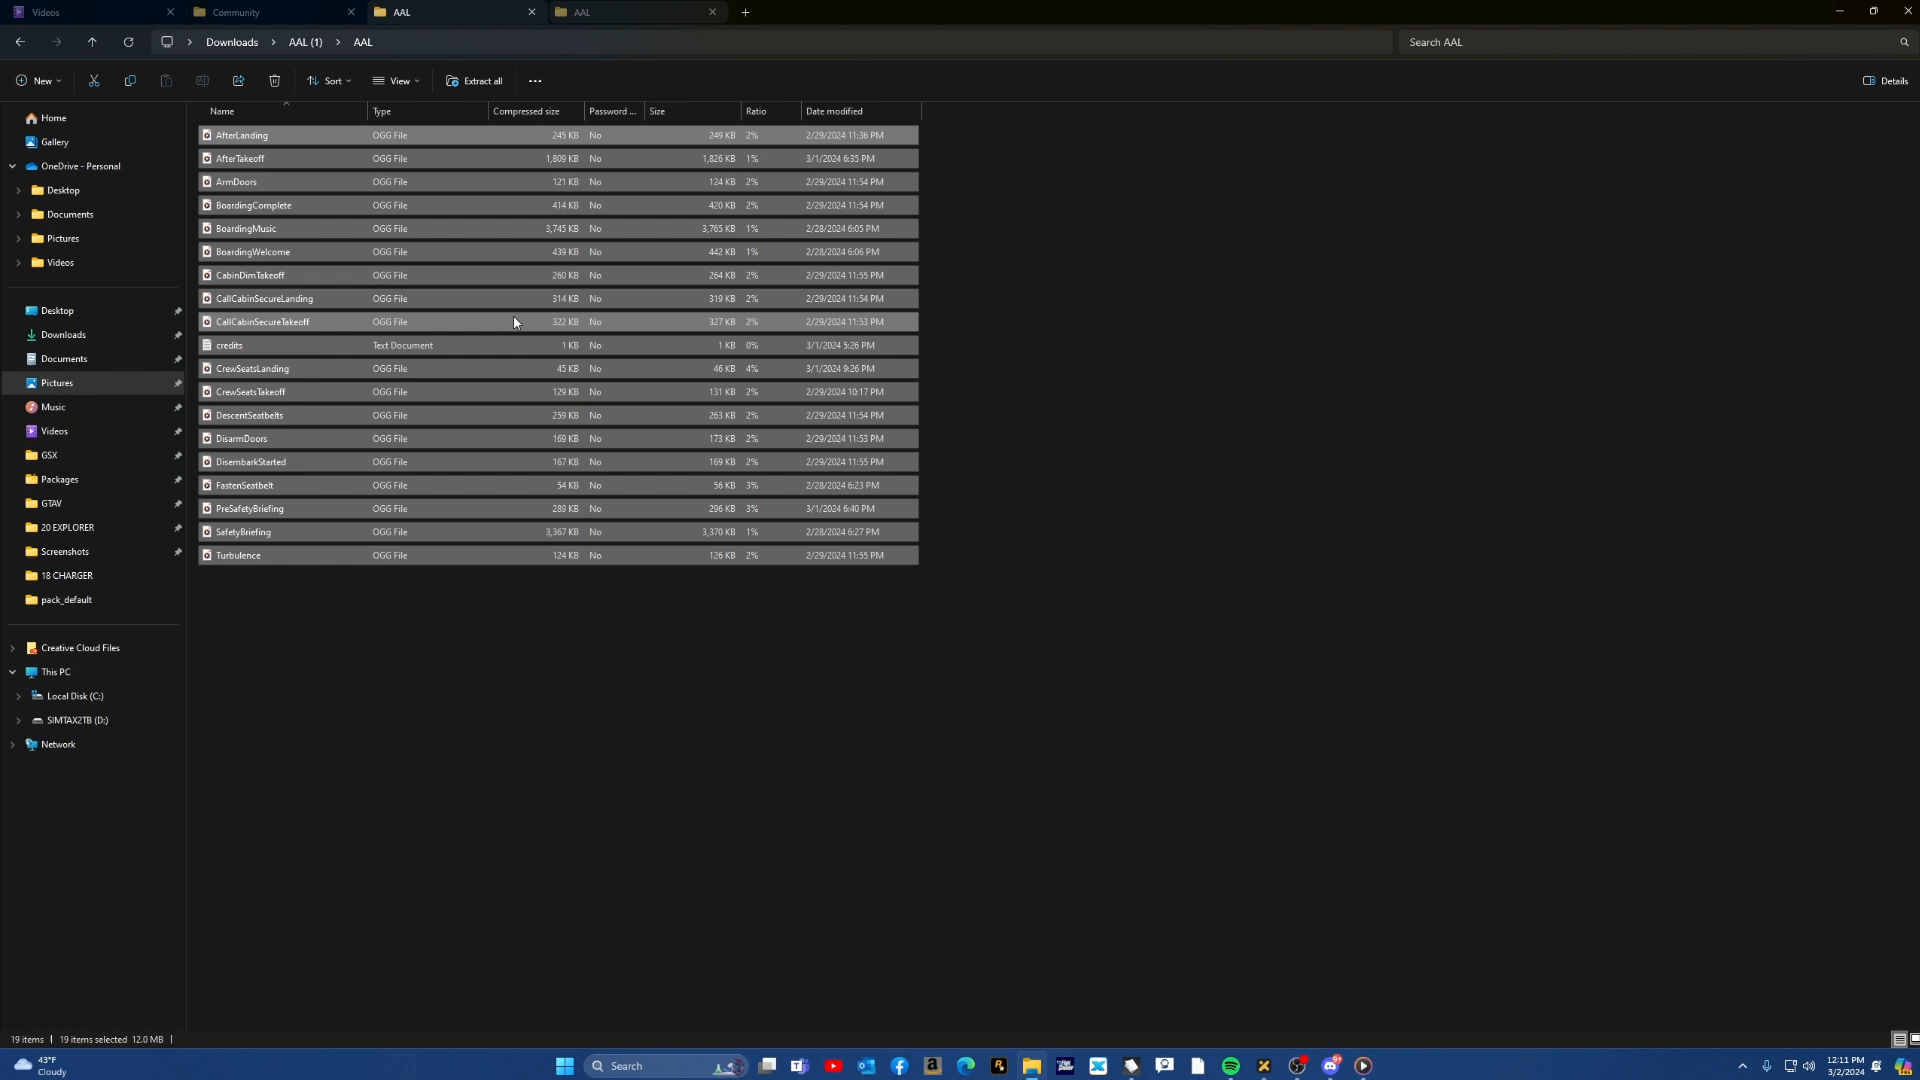 Videos
Community
AAL
AAL
Downloads > AAL (1) > AAL
Search AAL
New
Sort
View
Extract all
Details
Home
Gallery
OneDrive - Personal
Desktop
Documents
Pictures
Videos
Desktop
Downloads
Documents
Pictures
Music
Videos
GSX
Packages
GTAV
20 EXPLORER
Screenshots
18 CHARGER
pack_default
Creative Cloud Files
This PC
Local Disk (C:)
SIMTAX2TB (D:)
Network
Name Type Compressed size Password ... Size Ratio Date modified
AfterLanding OGG File 245 KB No 249 KB 2% 2/29/2024 11:36 PM
AfterTakeoff OGG File 1,809 KB No 1,826 KB 1% 3/1/2024 6:35 PM
ArmDoors OGG File 121 KB No 124 KB 2% 2/29/2024 11:54 PM
BoardingComplete OGG File 414 KB No 420 KB 2% 2/29/2024 11:54 PM
BoardingMusic OGG File 3,745 KB No 3,765 KB 1% 2/28/2024 6:05 PM
BoardingWelcome OGG File 439 KB No 442 KB 1% 2/28/2024 6:06 PM
CabinDimTakeoff OGG File 260 KB No 264 KB 2% 2/29/2024 11:55 PM
CallCabinSecureLanding OGG File 314 KB No 319 KB 2% 2/29/2024 11:54 PM
CallCabinSecureTakeoff OGG File 322 KB No 327 KB 2% 2/29/2024 11:53 PM
credits Text Document 1 KB No 1 KB 0% 3/1/2024 5:26 PM
CrewSeatsLanding OGG File 45 KB No 46 KB 4% 3/1/2024 9:26 PM
CrewSeatsTakeoff OGG File 129 KB No 131 KB 2% 2/29/2024 10:17 PM
DescentSeatbelts OGG File 259 KB No 263 KB 2% 2/29/2024 11:54 PM
DisarmDoors OGG File 169 KB No 173 KB 2% 2/29/2024 11:53 PM
DisembarkStarted OGG File 167 KB No 169 KB 2% 2/29/2024 11:55 PM
FastenSeatbelt OGG File 54 KB No 56 KB 3% 2/28/2024 6:23 PM
PreSafetyBriefing OGG File 289 KB No 296 KB 3% 3/1/2024 6:40 PM
SafetyBriefing OGG File 3,367 KB No 3,370 KB 1% 2/28/2024 6:27 PM
Turbulence OGG File 124 KB No 126 KB 2% 2/29/2024 11:55 PM
19 items 19 items selected 12.0 MB
43°F
Cloudy
Search
12:11 PM
3/2/2024